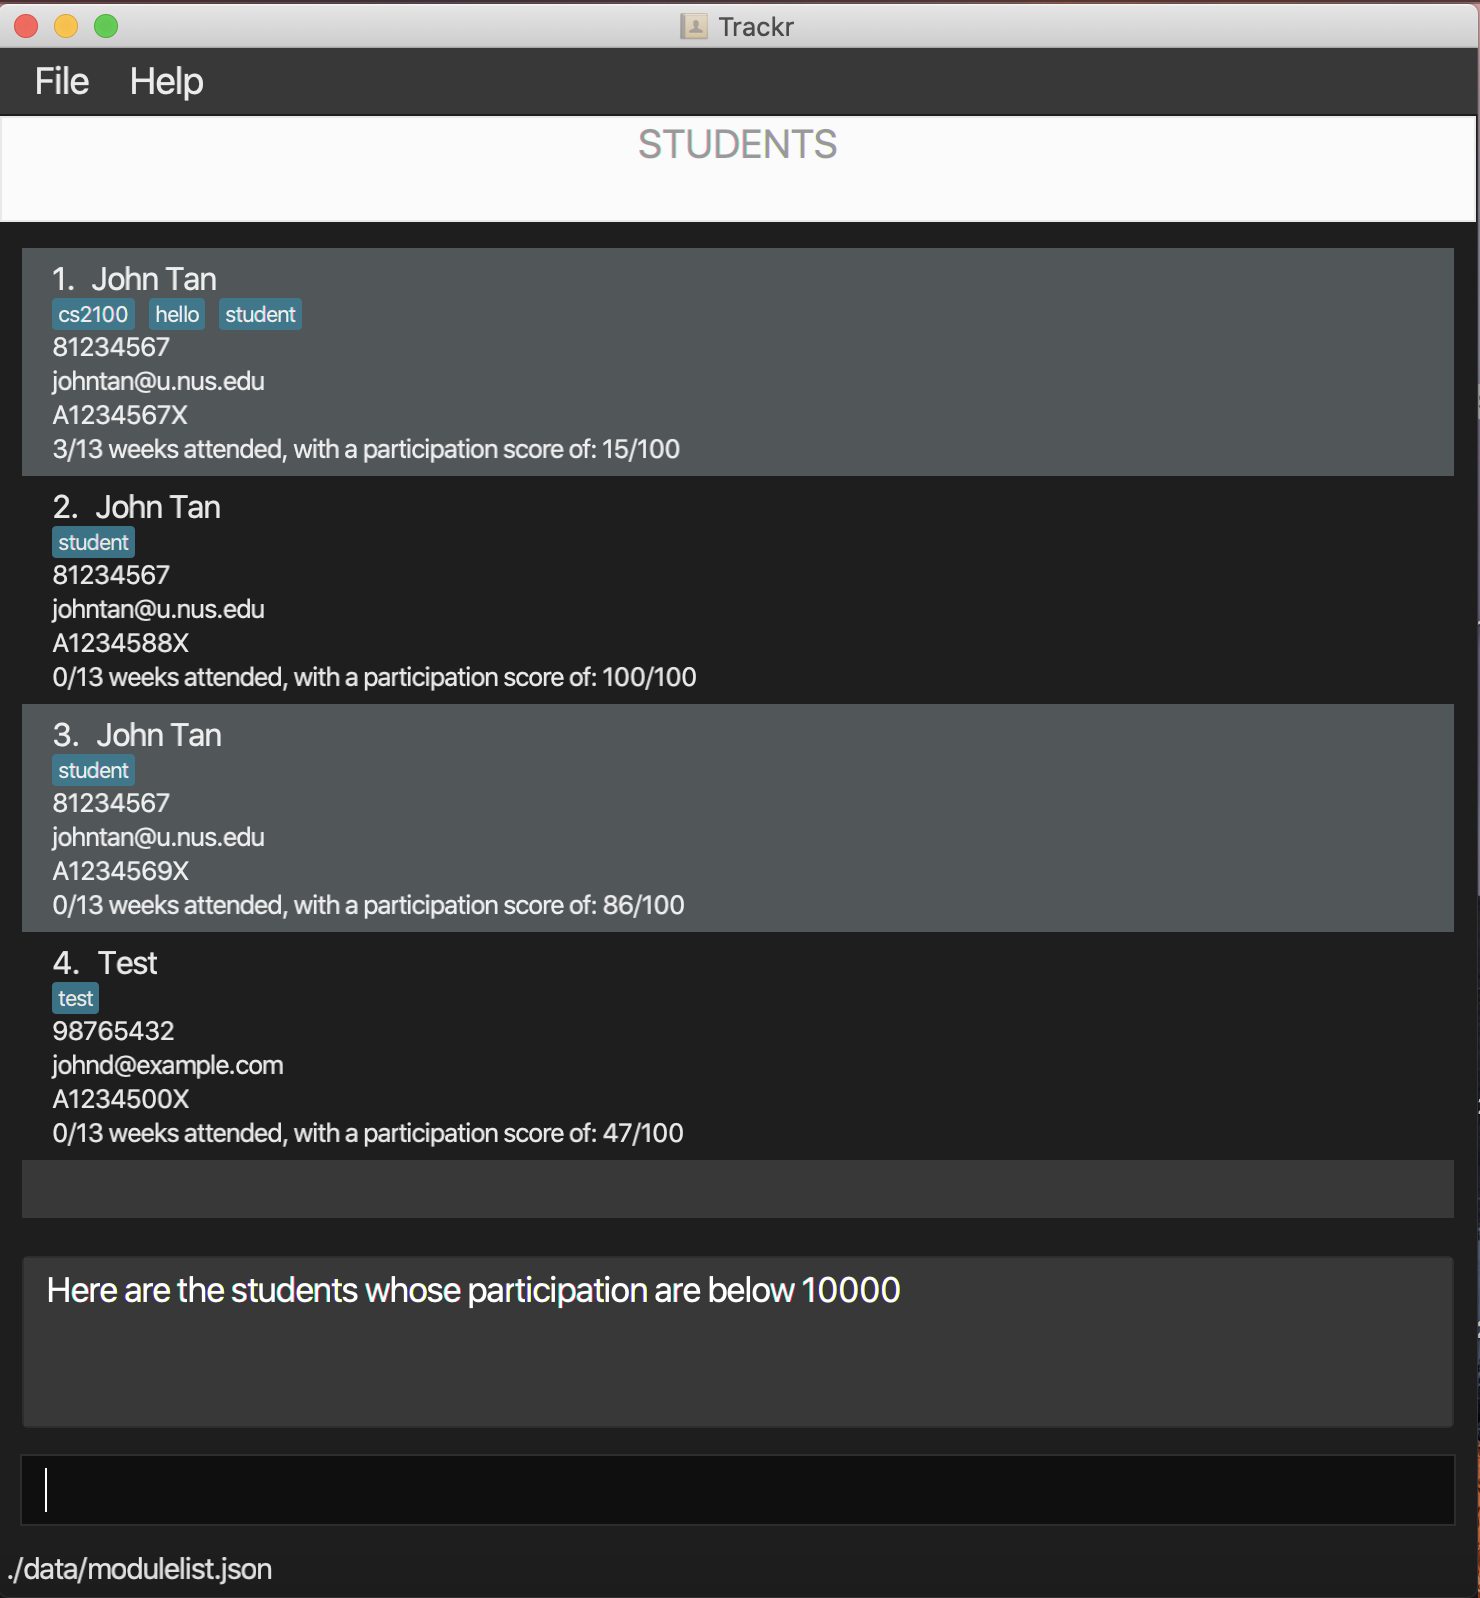 Trackr
File Help
STUDENTS
1. John Tan
cs2100 hello student
81234567
johntan@u.nus.edu
A1234567X
3/13 weeks attended, with a participation score of: 15/100
2. John Tan
student
81234567
johntan@u.nus.edu
A1234588X
0/13 weeks attended, with a participation score of: 100/100
3. John Tan
student
81234567
johntan@u.nus.edu
A1234569X
0/13 weeks attended, with a participation score of: 86/100
4. Test
test
98765432
johnd@example.com
A1234500X
0/13 weeks attended, with a participation score of: 47/100
Here are the students whose participation are below 10000
./data/modulelist.json